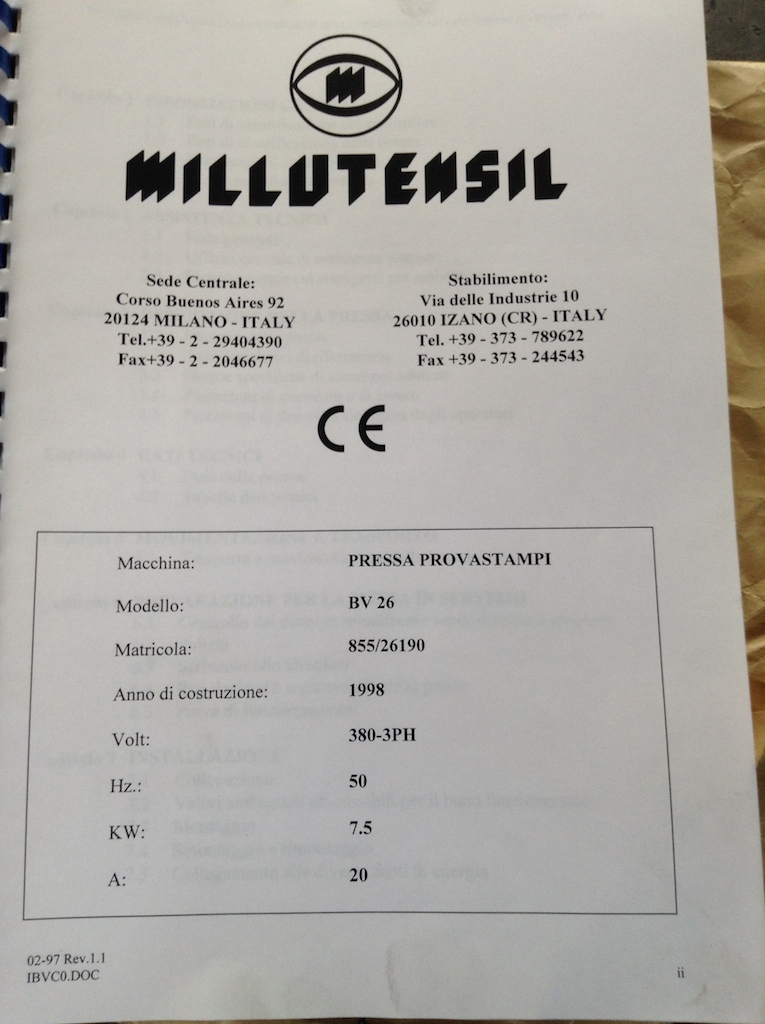 MILLUTENSIL
Sede Centrale:
Corso Buenos Aires 92
20124 MILANO - ITALY
Tel.+39 - 2 - 29404390
Fax+39 - 2 - 2046677
Stabilimento:
Via delle Industrie 10
26010 IZANO (CR) - ITALY
Tel. +39 - 373 - 789622
Fax +39 - 373 - 244543
CE
Macchina: PRESSA PROVASTAMPI
Modello: BV 26
Matricola: 855/26190
Anno di costruzione: 1998
Volt: 380-3PH
Hz.: 50
KW: 7.5
A: 20
02-97 Rev.1.1
IBVC0.DOC
ii